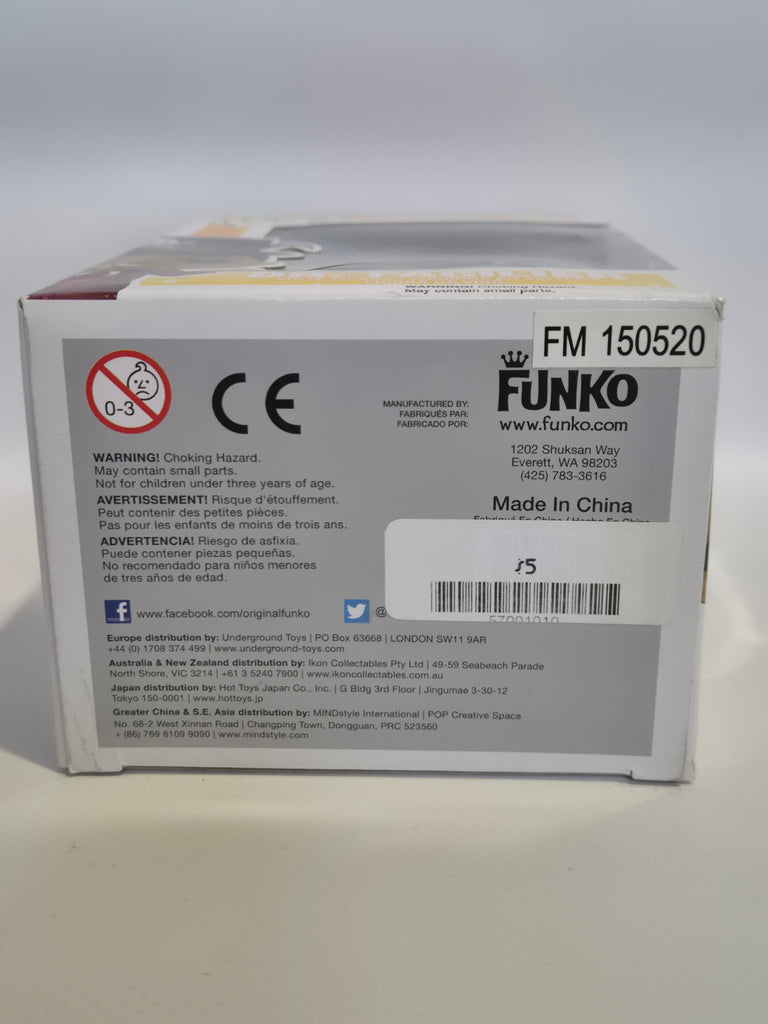 WARNING! Choking Hazard.
May contain small parts.
FM 150520
0-3
CE
MANUFACTURED BY:
FABRIQUÉS PAR:
FABRICADO POR:
FUNKO
www.funko.com
1202 Shuksan Way
Everett, WA 98203
(425) 783-3616
Made In China
Fabriqué En Chine / Hecho En China
WARNING! Choking Hazard.
May contain small parts.
Not for children under three years of age.
AVERTISSEMENT! Risque d'étouffement.
Peut contenir des petites pièces.
Pas pour les enfants de moins de trois ans.
ADVERTENCIA! Riesgo de asfixia.
Puede contener piezas pequeñas.
No recomendado para niños menores
de tres años de edad.
5
f www.facebook.com/originalfunko
@
Europe distribution by: Underground Toys | PO Box 63668 | LONDON SW11 9AR
+44 (0) 1708 374 499 | www.underground-toys.com
Australia & New Zealand distribution by: Ikon Collectables Pty Ltd | 49-59 Seabeach Parade
North Shore, VIC 3214 | +61 3 5240 7900 | www.ikoncollectables.com.au
Japan distribution by: Hot Toys Japan Co., Inc. | G Bldg 3rd Floor | Jingumae 3-30-12
Tokyo 150-0001 | www.hottoys.jp
Greater China & S.E. Asia distribution by: MINDstyle International | POP Creative Space
No. 68-2 West Xinnan Road | Changping Town, Dongguan, PRC 523560
+ (86) 769 8109 9090 | www.mindstyle.com